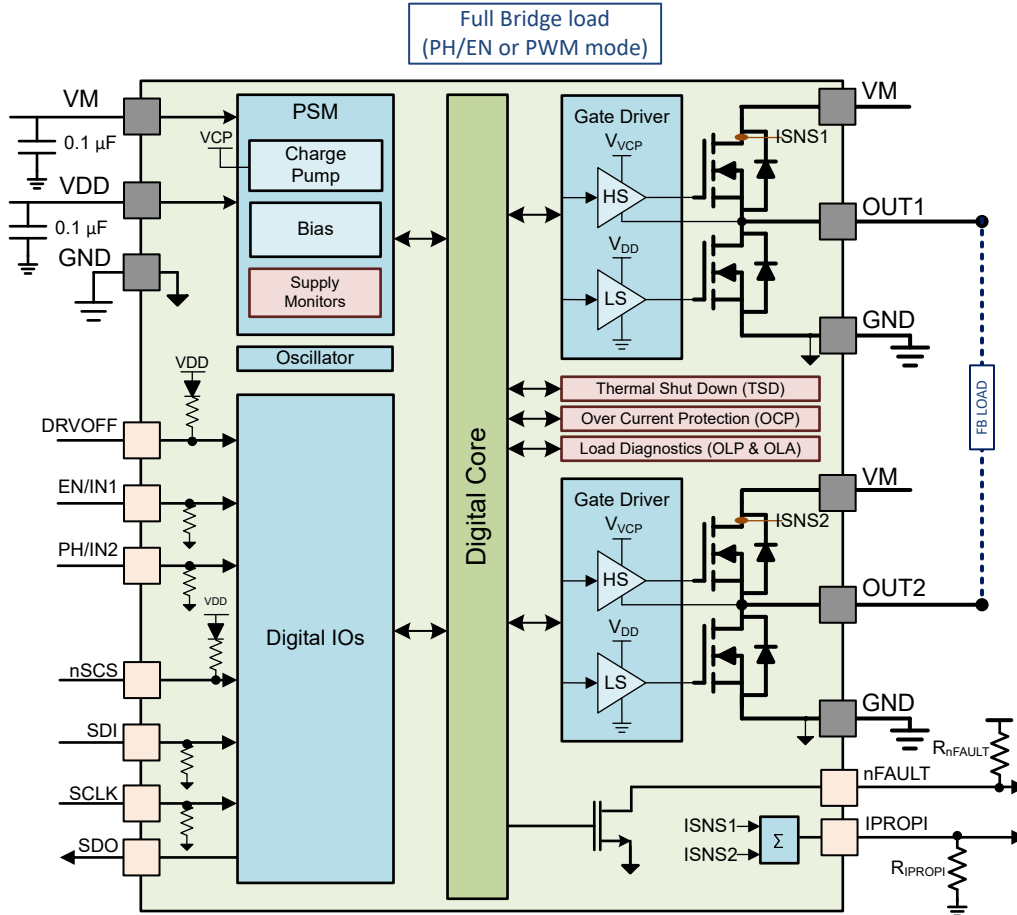 Full Bridge load
(PH/EN or PWM mode)
VM
0.1 µF
VDD
0.1 µF
GND
PSM
VCP
Charge
Pump
Bias
Supply
Monitors
Oscillator
VDD
DRVOFF
EN/IN1
PH/IN2
VDD
nSCS
SDI
SCLK
SDO
Digital IOs
Digital Core
Gate Driver
VVCP
HS
VDD
LS
ISNS1
VM
OUT1
GND
Thermal Shut Down (TSD)
Over Current Protection (OCP)
Load Diagnostics (OLP & OLA)
FB LOAD
Gate Driver
VVCP
HS
VDD
LS
ISNS2
VM
OUT2
GND
RnFAULT
nFAULT
ISNS1
ISNS2
Σ
IPROPI
RIPROPI